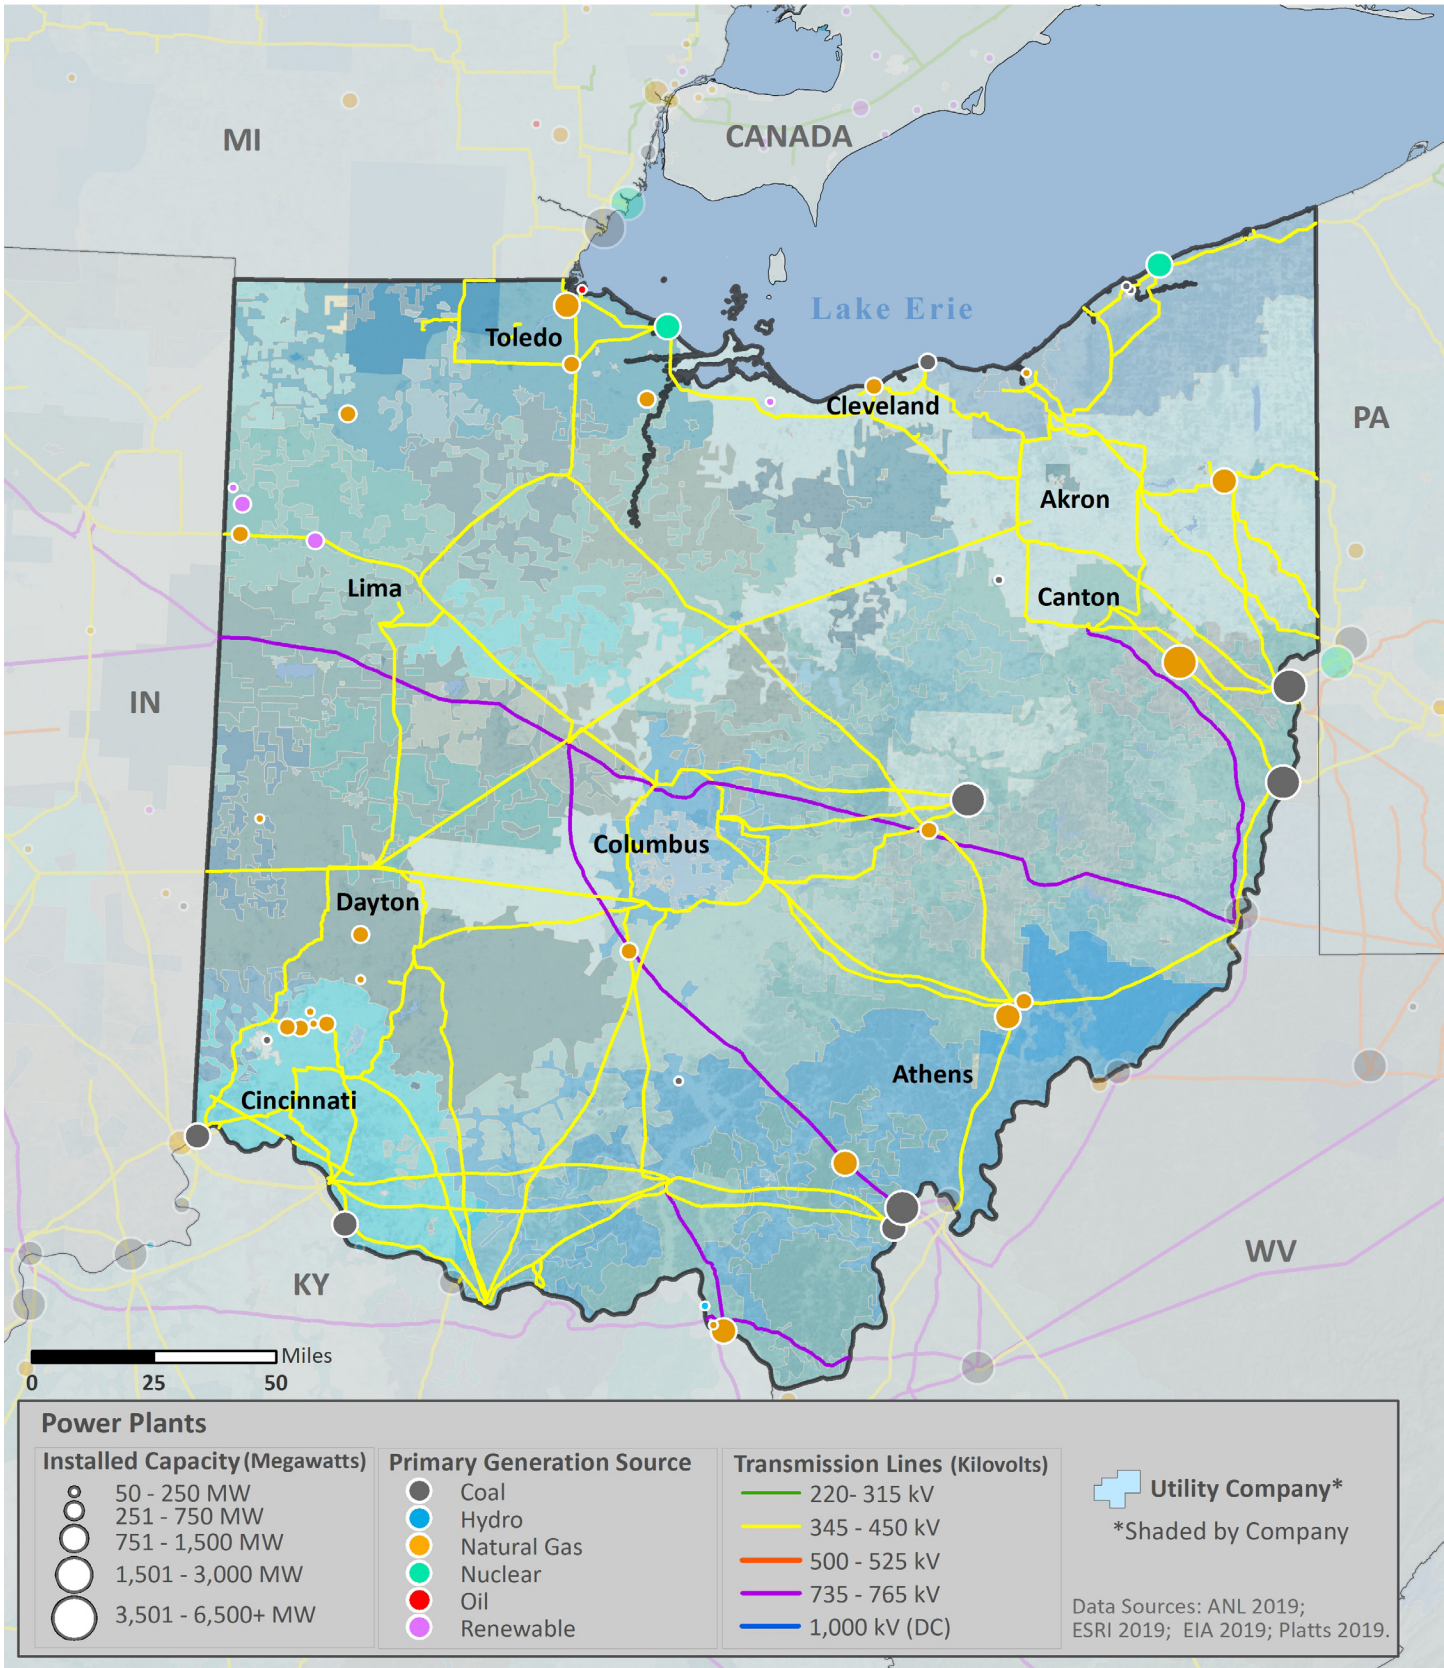 MI
CANADA
Lake Erie
Toledo
Cleveland
PA
Akron
Lima
Canton
IN
Columbus
Dayton
Athens
Cincinnati
WV
KY
Miles
0 25 50
Power Plants
Installed Capacity (Megawatts)
50 - 250 MW
251 - 750 MW
751 - 1,500 MW
1,501 - 3,000 MW
3,501 - 6,500+ MW
Primary Generation Source
Coal
Hydro
Natural Gas
Nuclear
Oil
Renewable
Transmission Lines (Kilovolts)
220- 315 kV
345 - 450 kV
500 - 525 kV
735 - 765 kV
1,000 kV (DC)
Utility Company*
*Shaded by Company
Data Sources: ANL 2019;
ESRI 2019; EIA 2019; Platts 2019.